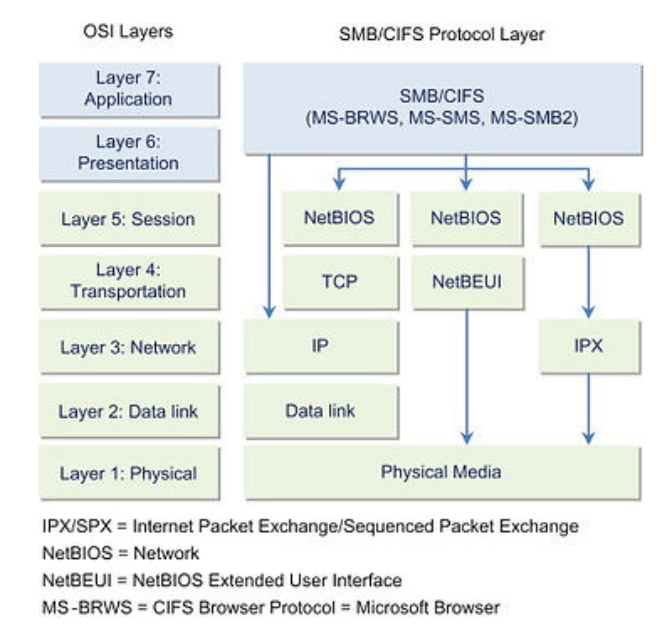 OSI Layers
SMB/CIFS Protocol Layer
Layer 7:
Application
Layer 6:
Presentation
Layer 5: Session
Layer 4:
Transportation
Layer 3: Network
Layer 2: Data link
Layer 1: Physical
SMB/CIFS
(MS-BRWS, MS-SMS, MS-SMB2)
NetBIOS
NetBIOS
NetBIOS
TCP
NetBEUI
IP
IPX
Data link
Physical Media
IPX/SPX = Internet Packet Exchange/Sequenced Packet Exchange
NetBIOS = Network
NetBEUI = NetBIOS Extended User Interface
MS-BRWS = CIFS Browser Protocol = Microsoft Browser